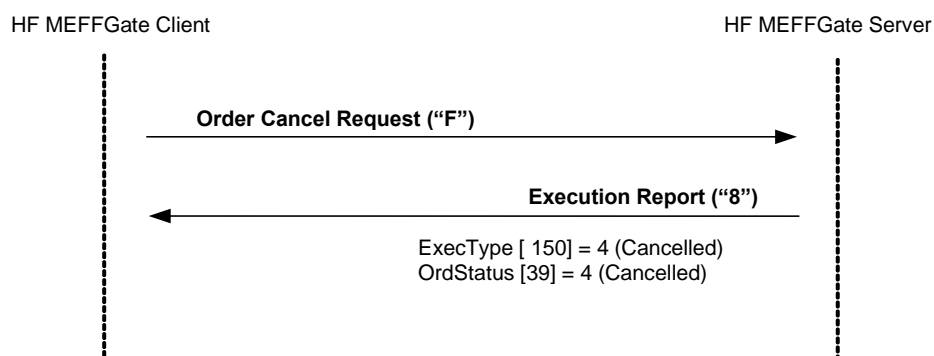 HF MEFFGate Client
HF MEFFGate Server
Order Cancel Request (“F”)
Execution Report (“8”)
ExecType [ 150] = 4 (Cancelled)
OrdStatus [39] = 4 (Cancelled)